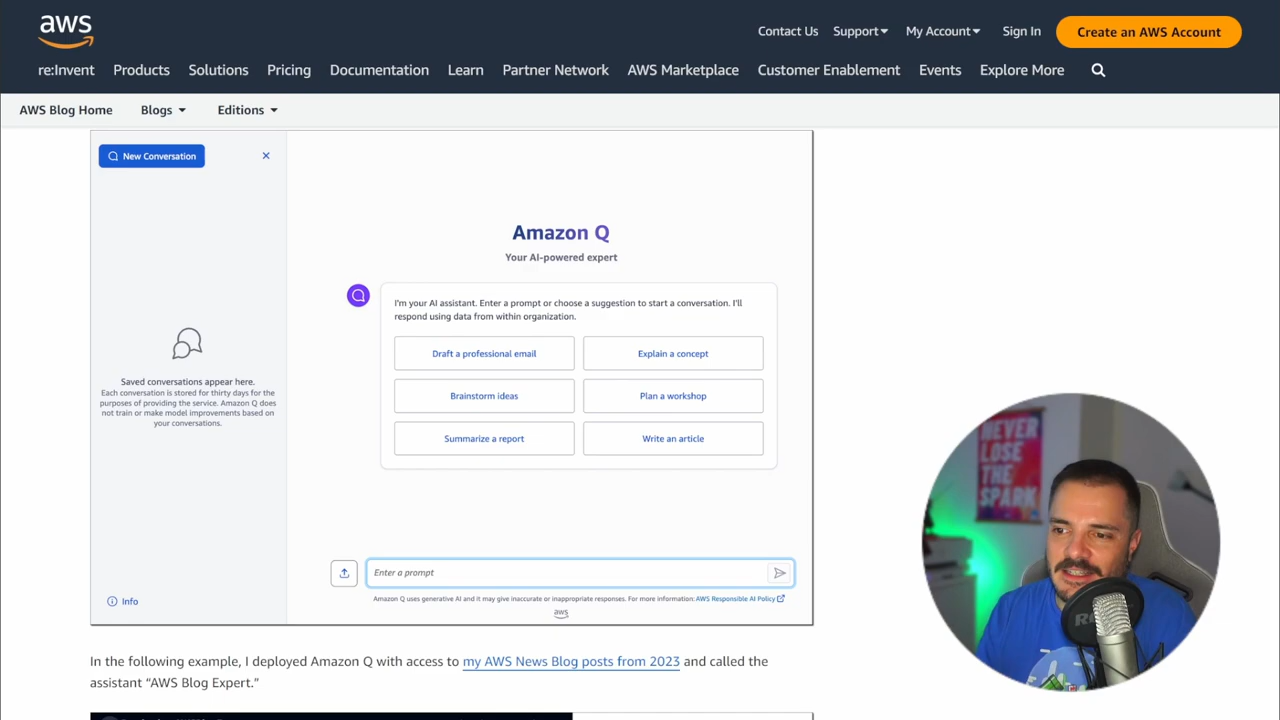 aws
Contact Us Support My Account Sign In Create an AWS Account
re:Invent Products Solutions Pricing Documentation Learn Partner Network AWS Marketplace Customer Enablement Events Explore More
AWS Blog Home Blogs Editions
New Conversation
Amazon Q
Your AI-powered expert
I'm your AI assistant. Enter a prompt or choose a suggestion to start a conversation. I'll
respond using data from within organization.
Draft a professional email Explain a concept
Brainstorm ideas Plan a workshop
Summarize a report Write an article
Saved conversations appear here.
Each conversation is stored for thirty days for the
purposes of providing the service. Amazon Q does
not train or make model improvements based on
your conversations.
Enter a prompt
Info
Amazon Q uses generative AI and it may give inaccurate or inappropriate responses. For more information: AWS Responsible AI Policy
aws
In the following example, I deployed Amazon Q with access to my AWS News Blog posts from 2023 and called the
assistant “AWS Blog Expert.”
NEVER
LOSE
THE
SPARK